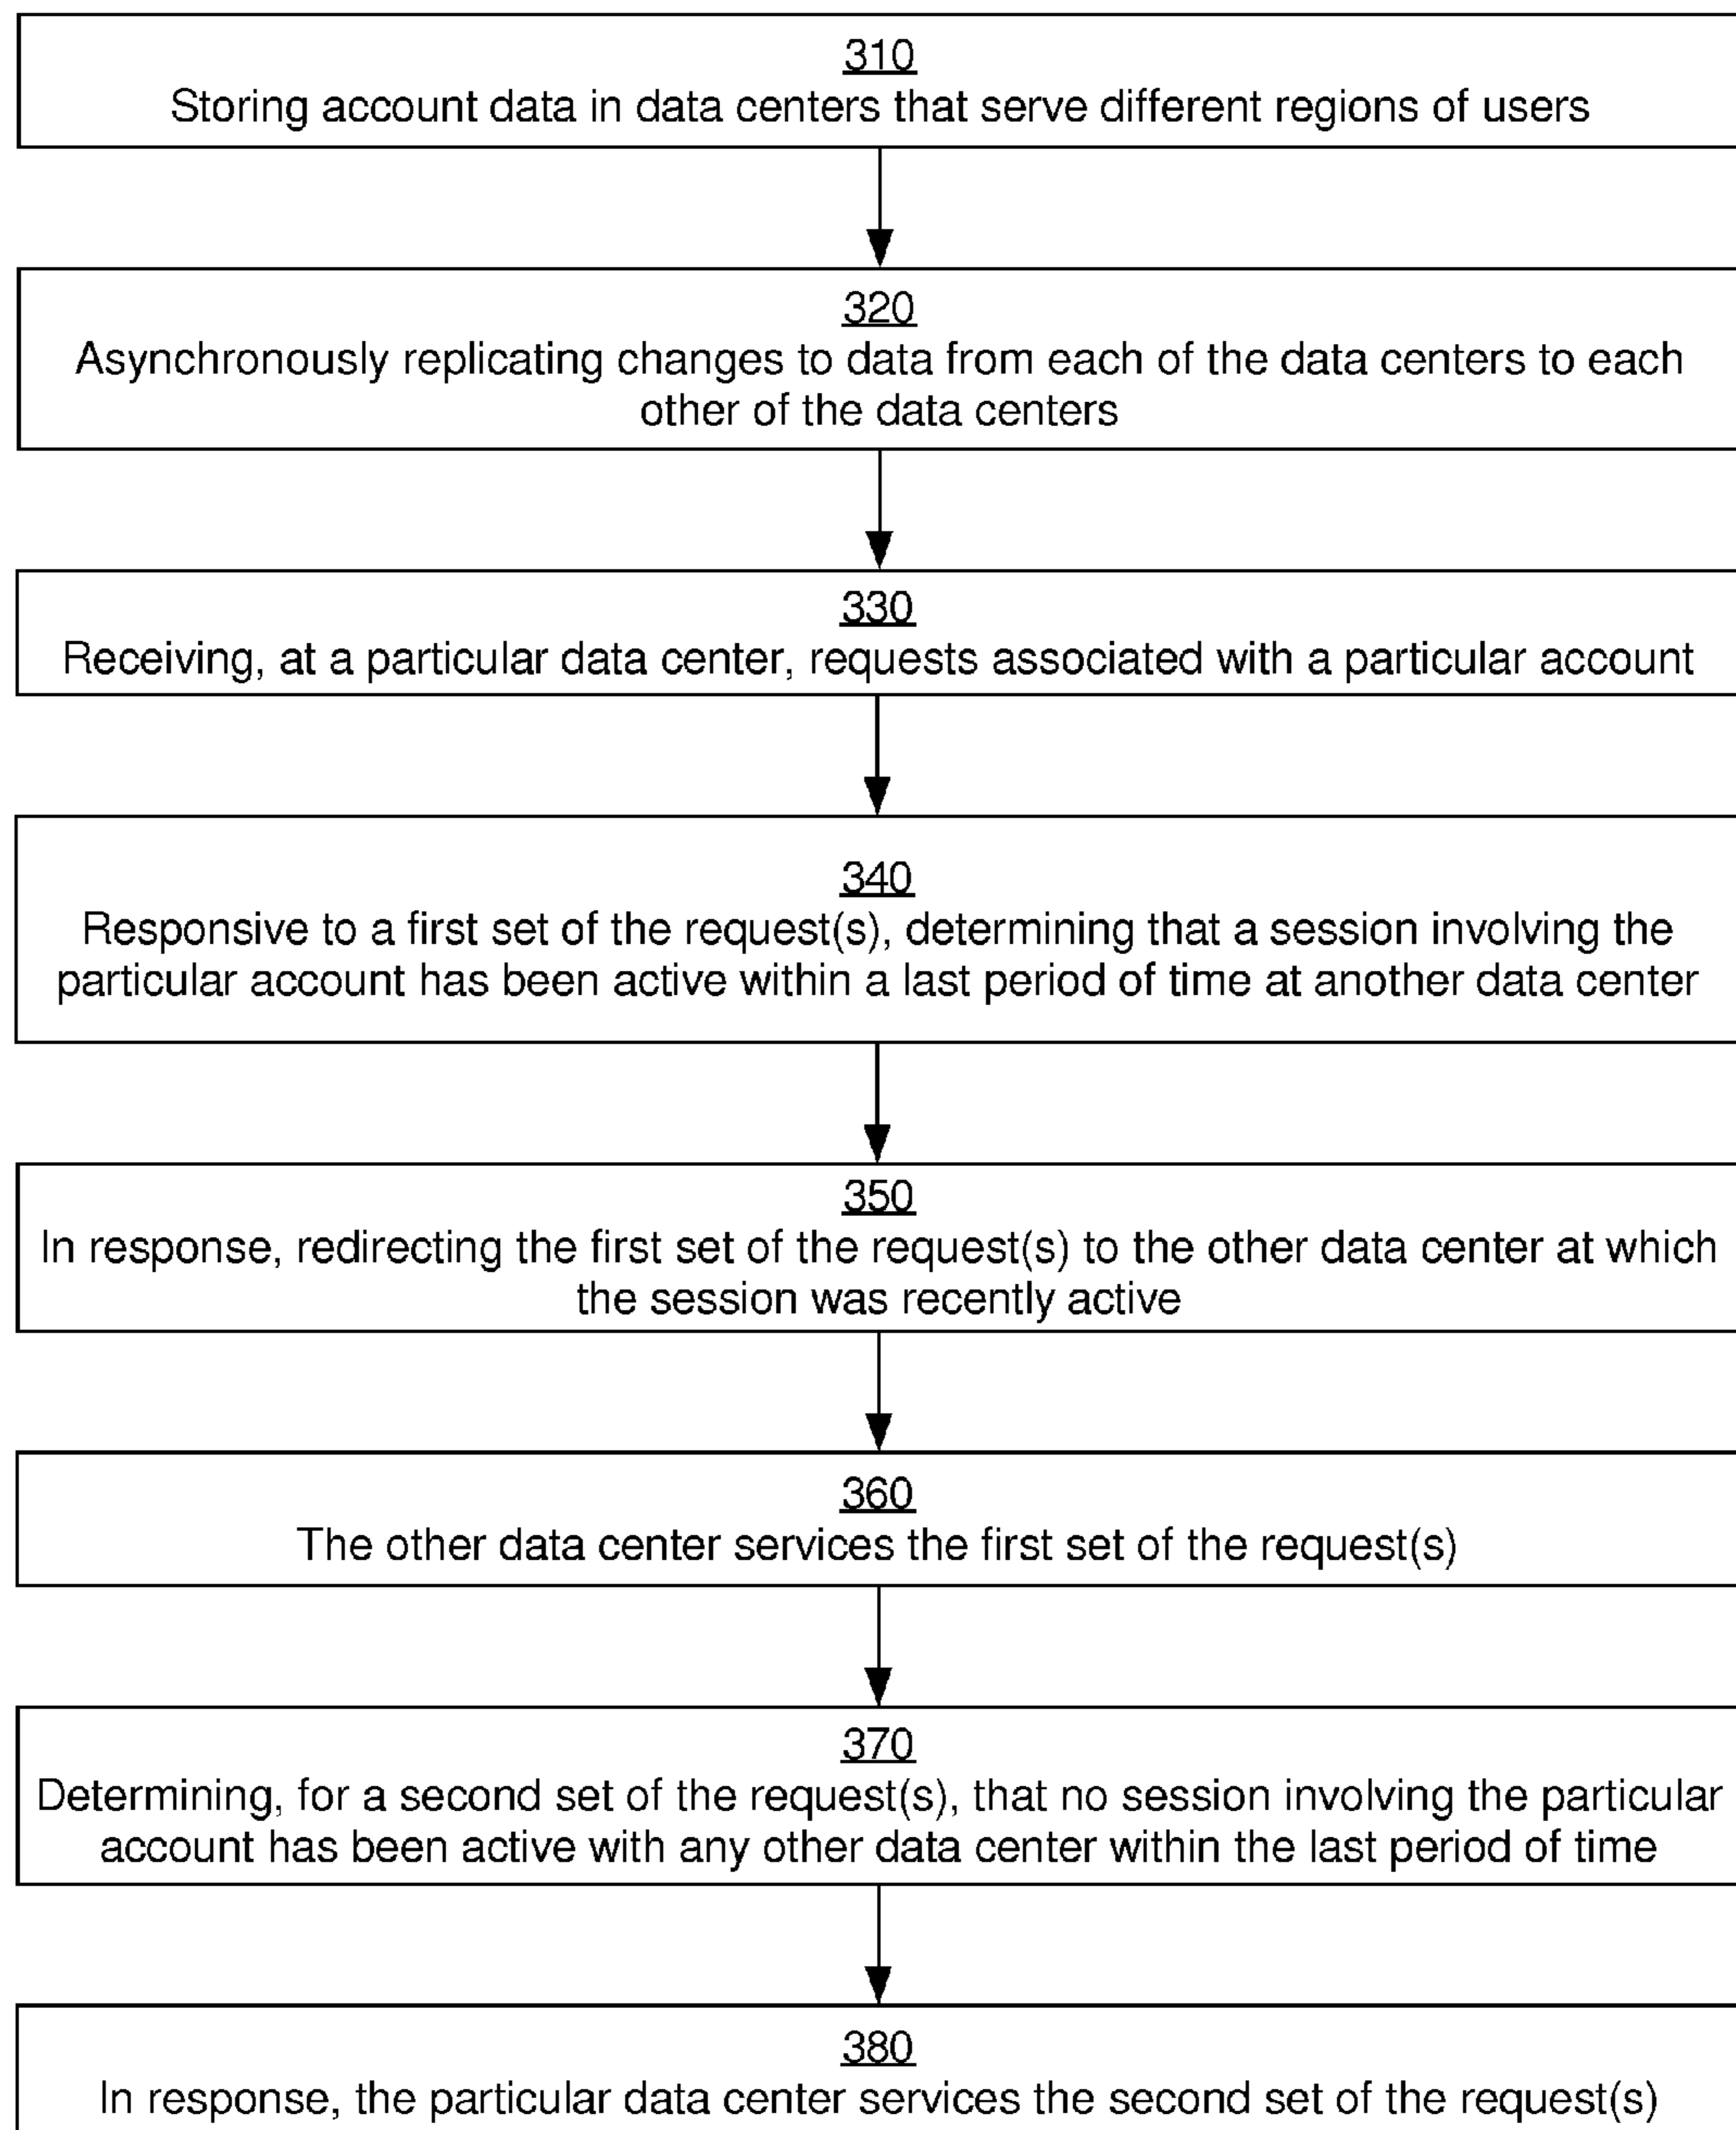 310
Storing account data in data centers that serve different regions of users
320
Asynchronously replicating changes to data from each of the data centers to each
other of the data centers
330
Receiving, at a particular data center, requests associated with a particular account
340
Responsive to a first set of the request(s), determining that a session involving the
particular account has been active within a last period of time at another data center
350
In response, redirecting the first set of the request(s) to the other data center at which
the session was recently active
360
The other data center services the first set of the request(s)
370
Determining, for a second set of the request(s), that no session involving the particular
account has been active with any other data center within the last period of time
380
In response, the particular data center services the second set of the request(s)